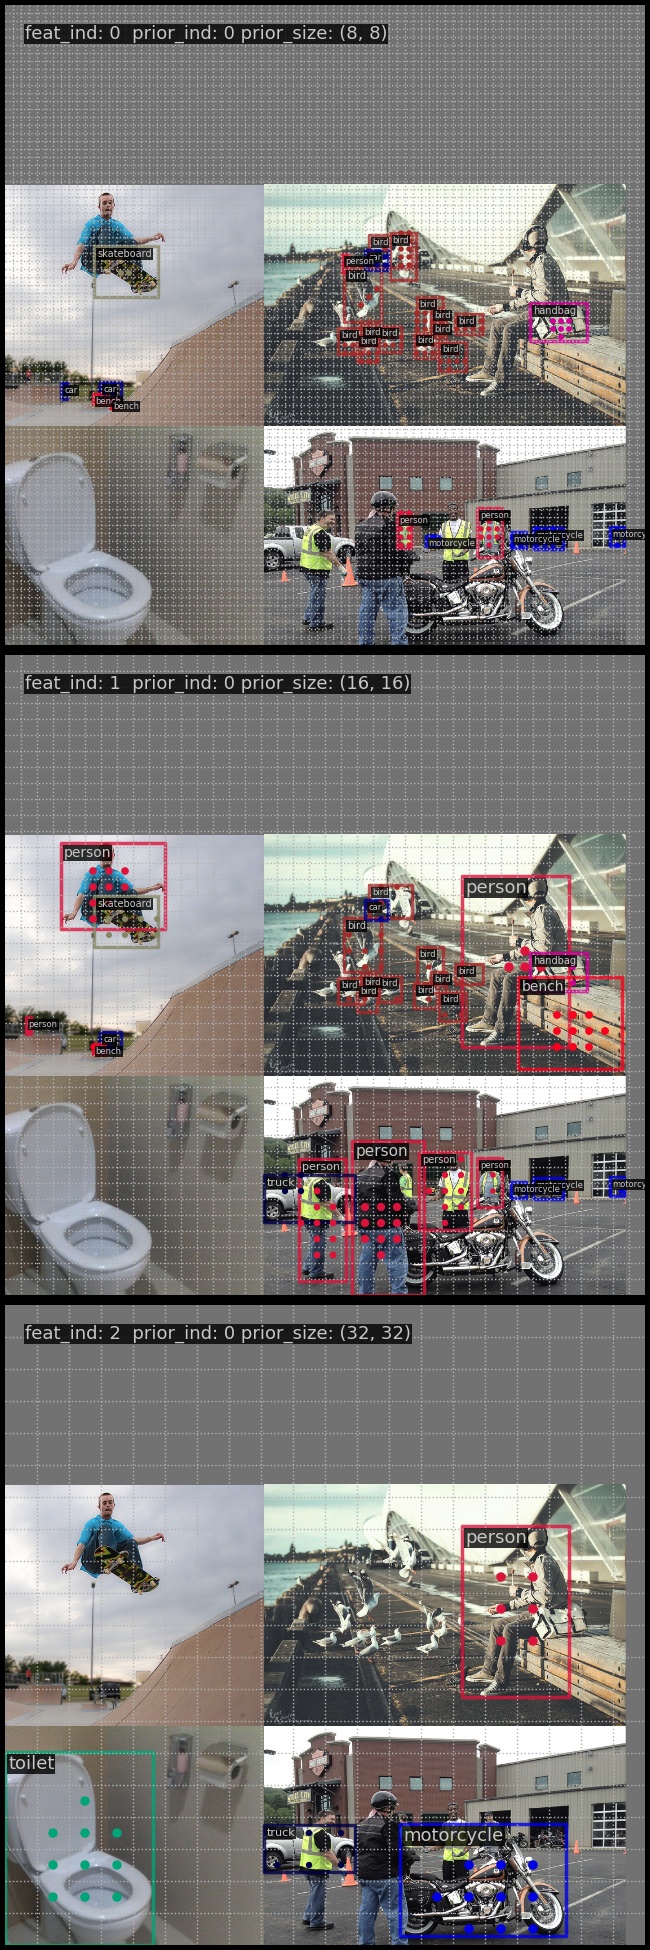 feat_ind: 0  prior_ind: 0 prior_size: (8, 8)
skateboard
bird
bird
person
car
bird
handbag
bird
bird
bird
bird
bird
bird
bird
bird
bird
bird
car
car
bench
bench
person
person
motorcycle
motorcycle
feat_ind: 1  prior_ind: 0 prior_size: (16, 16)
person
skateboard
bird
person
car
bird
bird
handbag
bird
bird
bench
bird
bird
bird
bird
bird
bird
person
car
bench
person
person
person
person
truck
motorcycle
feat_ind: 2  prior_ind: 0 prior_size: (32, 32)
person
toilet
truck
motorcycle